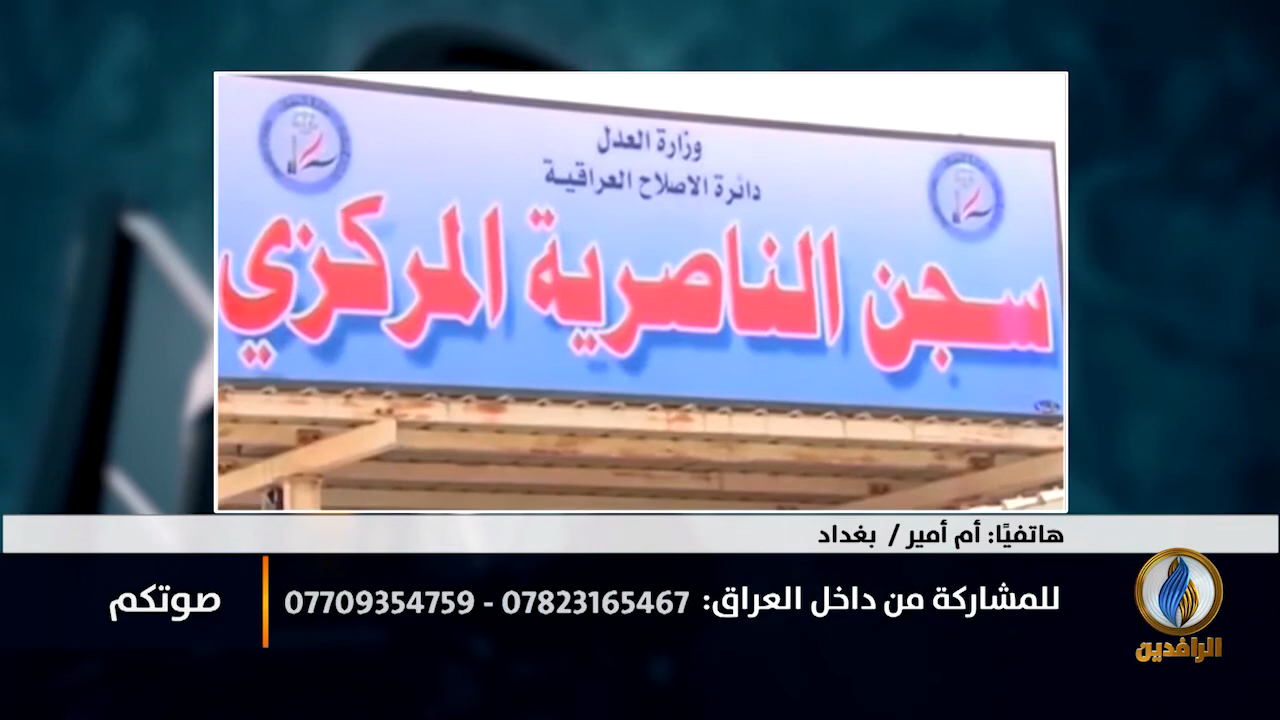 وزارة العدل
دائرة الاصلاح العراقية
سجن الناصرية المركزي
هاتفيًا: أم أمير / بغداد
للمشاركة من داخل العراق: 07823165467 - 07709354759
صوتكم
الرافدين